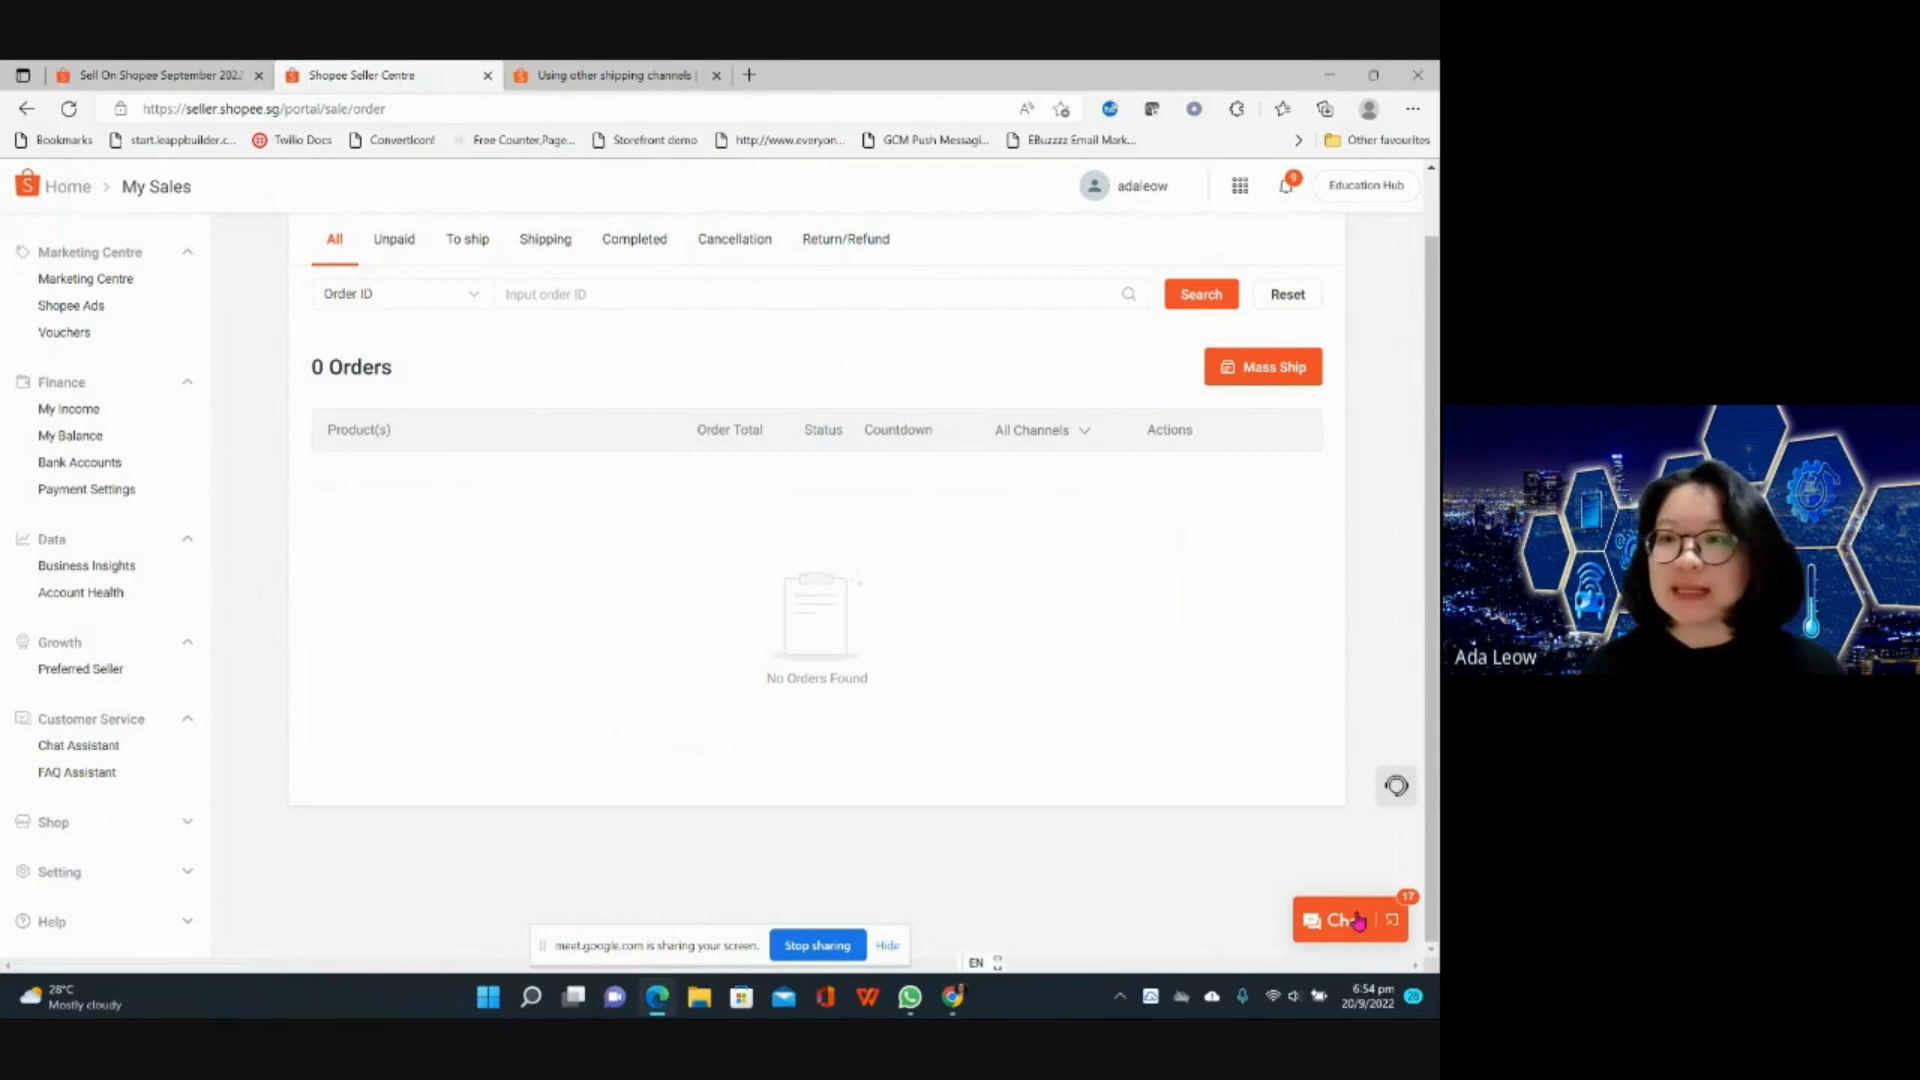 Sell On Shopee September 2022
Shopee Seller Centre
Using other shipping channels |
https://seller.shopee.sg/portal/sale/order
Bookmarks
start.leappbuilder.c...
Twilio Docs
ConvertIcon!
Free Counter,Page...
Storefront demo
http://www.everyon...
GCM Push Messagi...
EBuzzzz Email Mark...
Other favourites
Home > My Sales
adaleow
9
Education Hub
Marketing Centre
Marketing Centre
Shopee Ads
Vouchers
Finance
My Income
My Balance
Bank Accounts
Payment Settings
Data
Business Insights
Account Health
Growth
Preferred Seller
Customer Service
Chat Assistant
FAQ Assistant
Shop
Setting
Help
All
Unpaid
To ship
Shipping
Completed
Cancellation
Return/Refund
Order ID
Input order ID
Search
Reset
0 Orders
Mass Ship
Product(s)
Order Total
Status
Countdown
All Channels
Actions
No Orders Found
17
meet.google.com is sharing your screen.
Stop sharing
Hide
EN
28°C
Mostly cloudy
6:54 pm
20/9/2022
28
Ada Leow